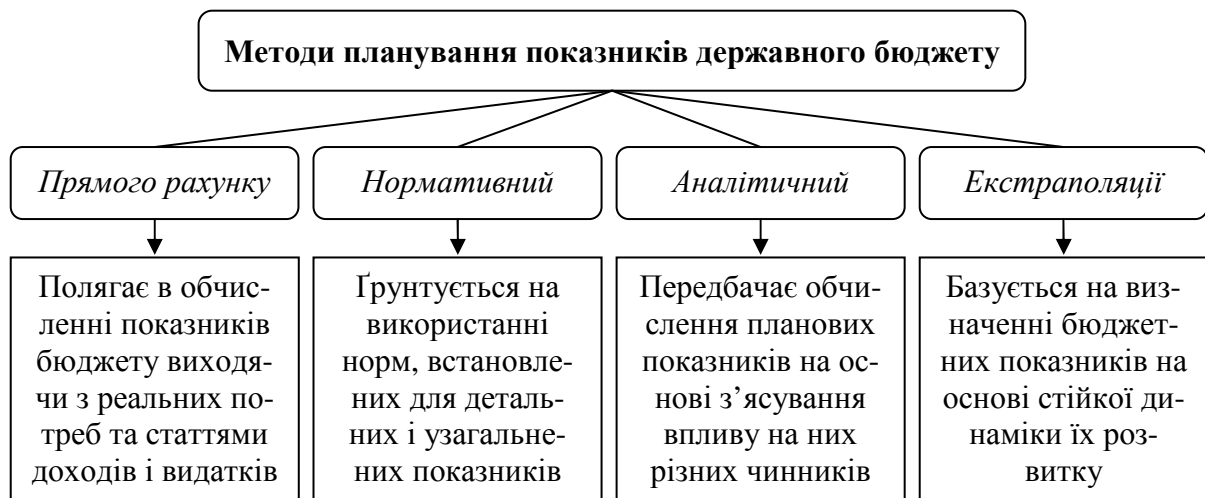 Методи планування показників державного бюджету
Прямого рахунку
Нормативний
Аналітичний
Екстраполяції
Полягає в обчис-
ленні показників
бюджету виходя-
чи з реальних по-
треб та статтями
доходів і видатків
Ґрунтується на
використанні
норм, встановле-
них для деталь-
них і узагальне-
них показників
Передбачає обчи-
слення планових
показників на ос-
нові з’ясування
впливу на них
різних чинників
Базується на виз-
наченні бюджет-
них показників на
основі стійкої ди-
наміки їх роз-
витку